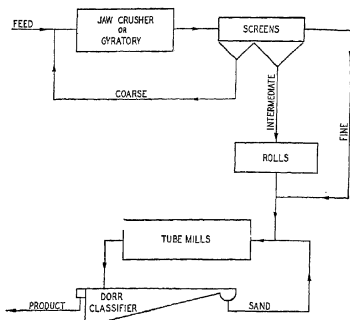 FEED
JAW CRUSHER
OR
GYRATORY
SCREENS
COARSE
INTERMEDIATE
FINE
ROLLS
TUBE MILLS
PRODUCT
DORR
CLASSIFIER
SAND